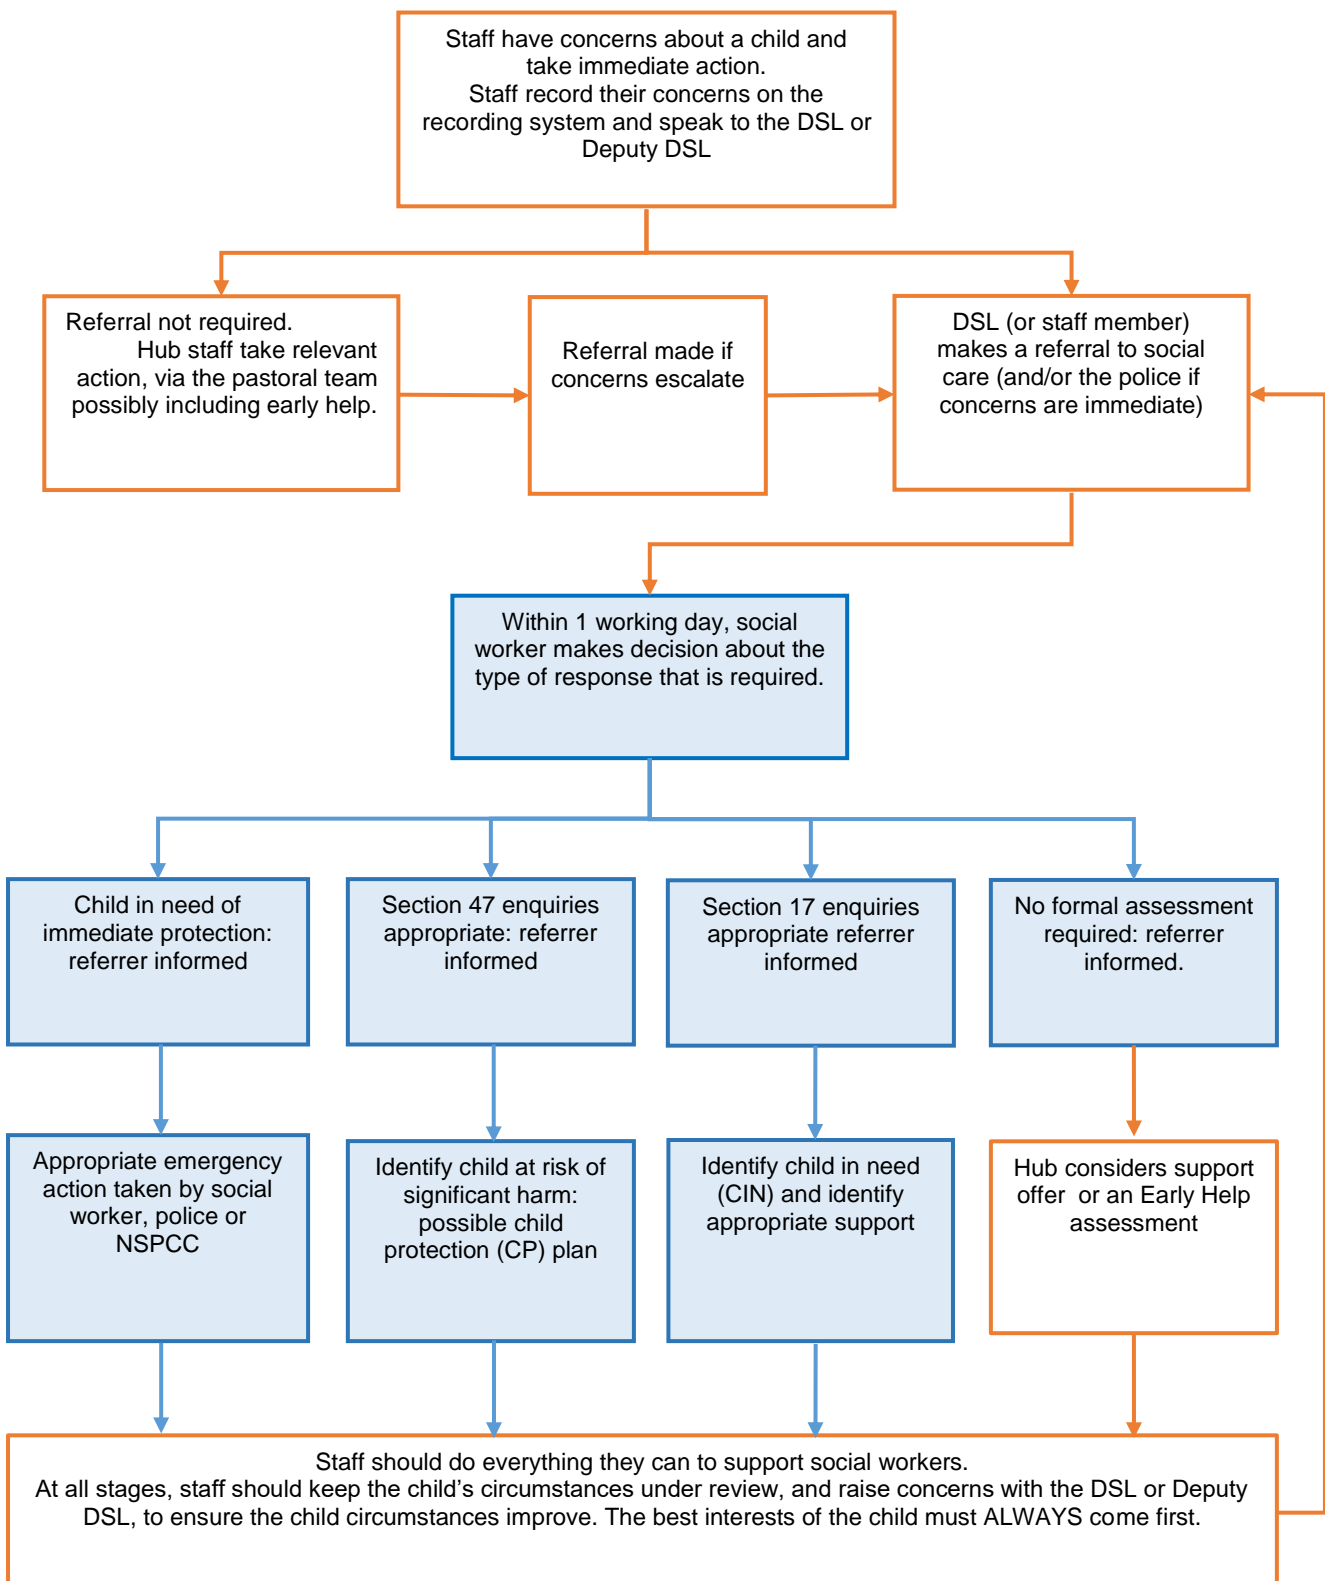 Staff have concerns about a child and
take immediate action.
Staff record their concerns on the
recording system and speak to the DSL or
Deputy DSL
Referral not required.
Hub staff take relevant
action, via the pastoral team
possibly including early help.
Referral made if
concerns escalate
DSL (or staff member)
makes a referral to social
care (and/or the police if
concerns are immediate)
Within 1 working day, social
worker makes decision about the
type of response that is required.
Child in need of
immediate protection:
referrer informed
Section 47 enquiries
appropriate: referrer
informed
Section 17 enquiries
appropriate referrer
informed
No formal assessment
required: referrer
informed.
Appropriate emergency
action taken by social
worker, police or
NSPCC
Identify child at risk of
significant harm:
possible child
protection (CP) plan
Identify child in need
(CIN) and identify
appropriate support
Hub considers support
offer or an Early Help
assessment
Staff should do everything they can to support social workers.
At all stages, staff should keep the child’s circumstances under review, and raise concerns with the DSL or Deputy
DSL, to ensure the child circumstances improve. The best interests of the child must ALWAYS come first.